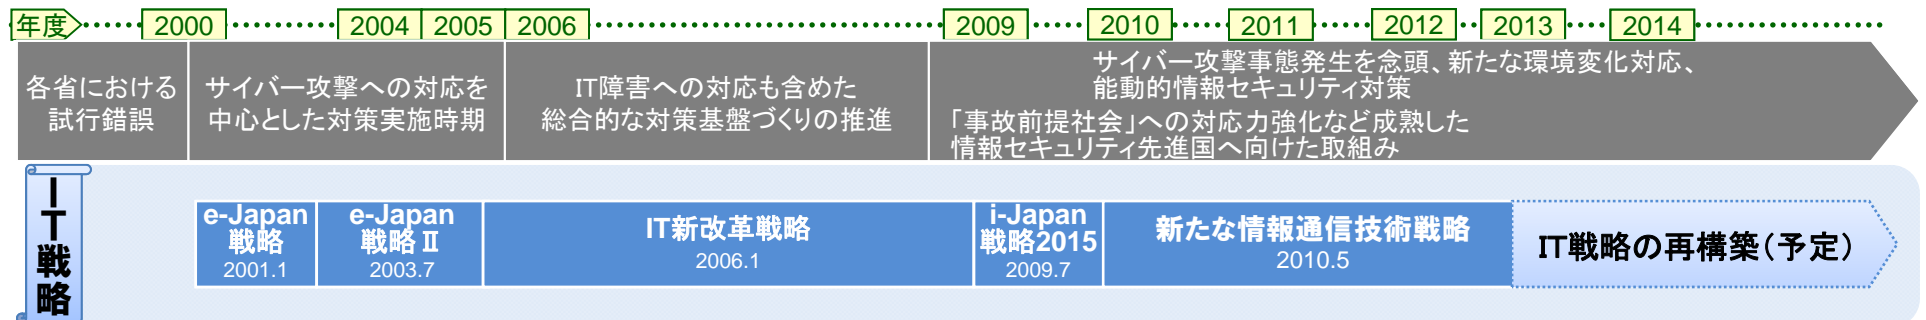 年度 2000 2004 2005 2006 2009 2010 2011 2012 2013 2014
各省における
試行錯誤
サイバー攻撃への対応を
中心とした対策実施時期
IT障害への対応も含めた
総合的な対策基盤づくりの推進
サイバー攻撃事態発生を念頭、新たな環境変化対応、
能動的情報セキュリティ対策
「事故前提社会」への対応力強化など成熟した
情報セキュリティ先進国へ向けた取組み
IT戦略
e-Japan
戦略
2001.1
e-Japan
戦略Ⅱ
2003.7
IT新改革戦略
2006.1
i-Japan
戦略2015
2009.7
新たな情報通信技術戦略
2010.5
IT戦略の再構築(予定)